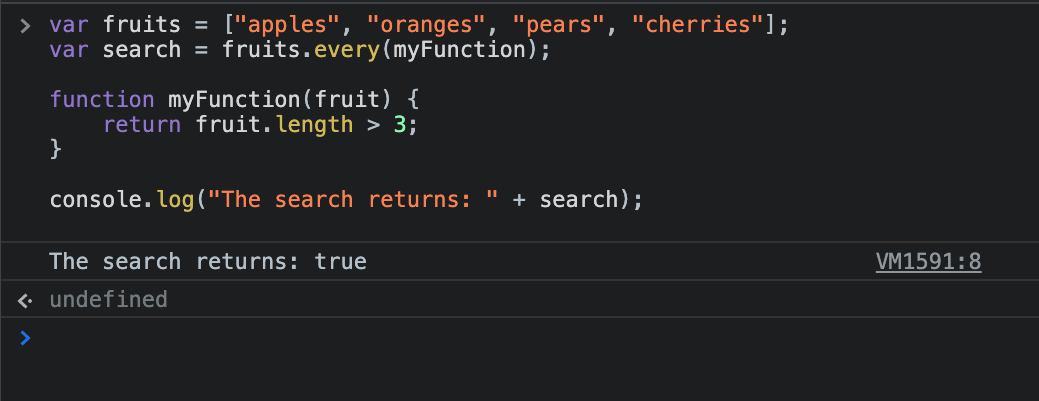 var fruits = ["apples", "oranges", "pears", "cherries"];
var search = fruits.every(myFunction);

function myFunction(fruit) {
    return fruit.length > 3;
}

console.log("The search returns: " + search);

The search returns: true VM1591:8
undefined